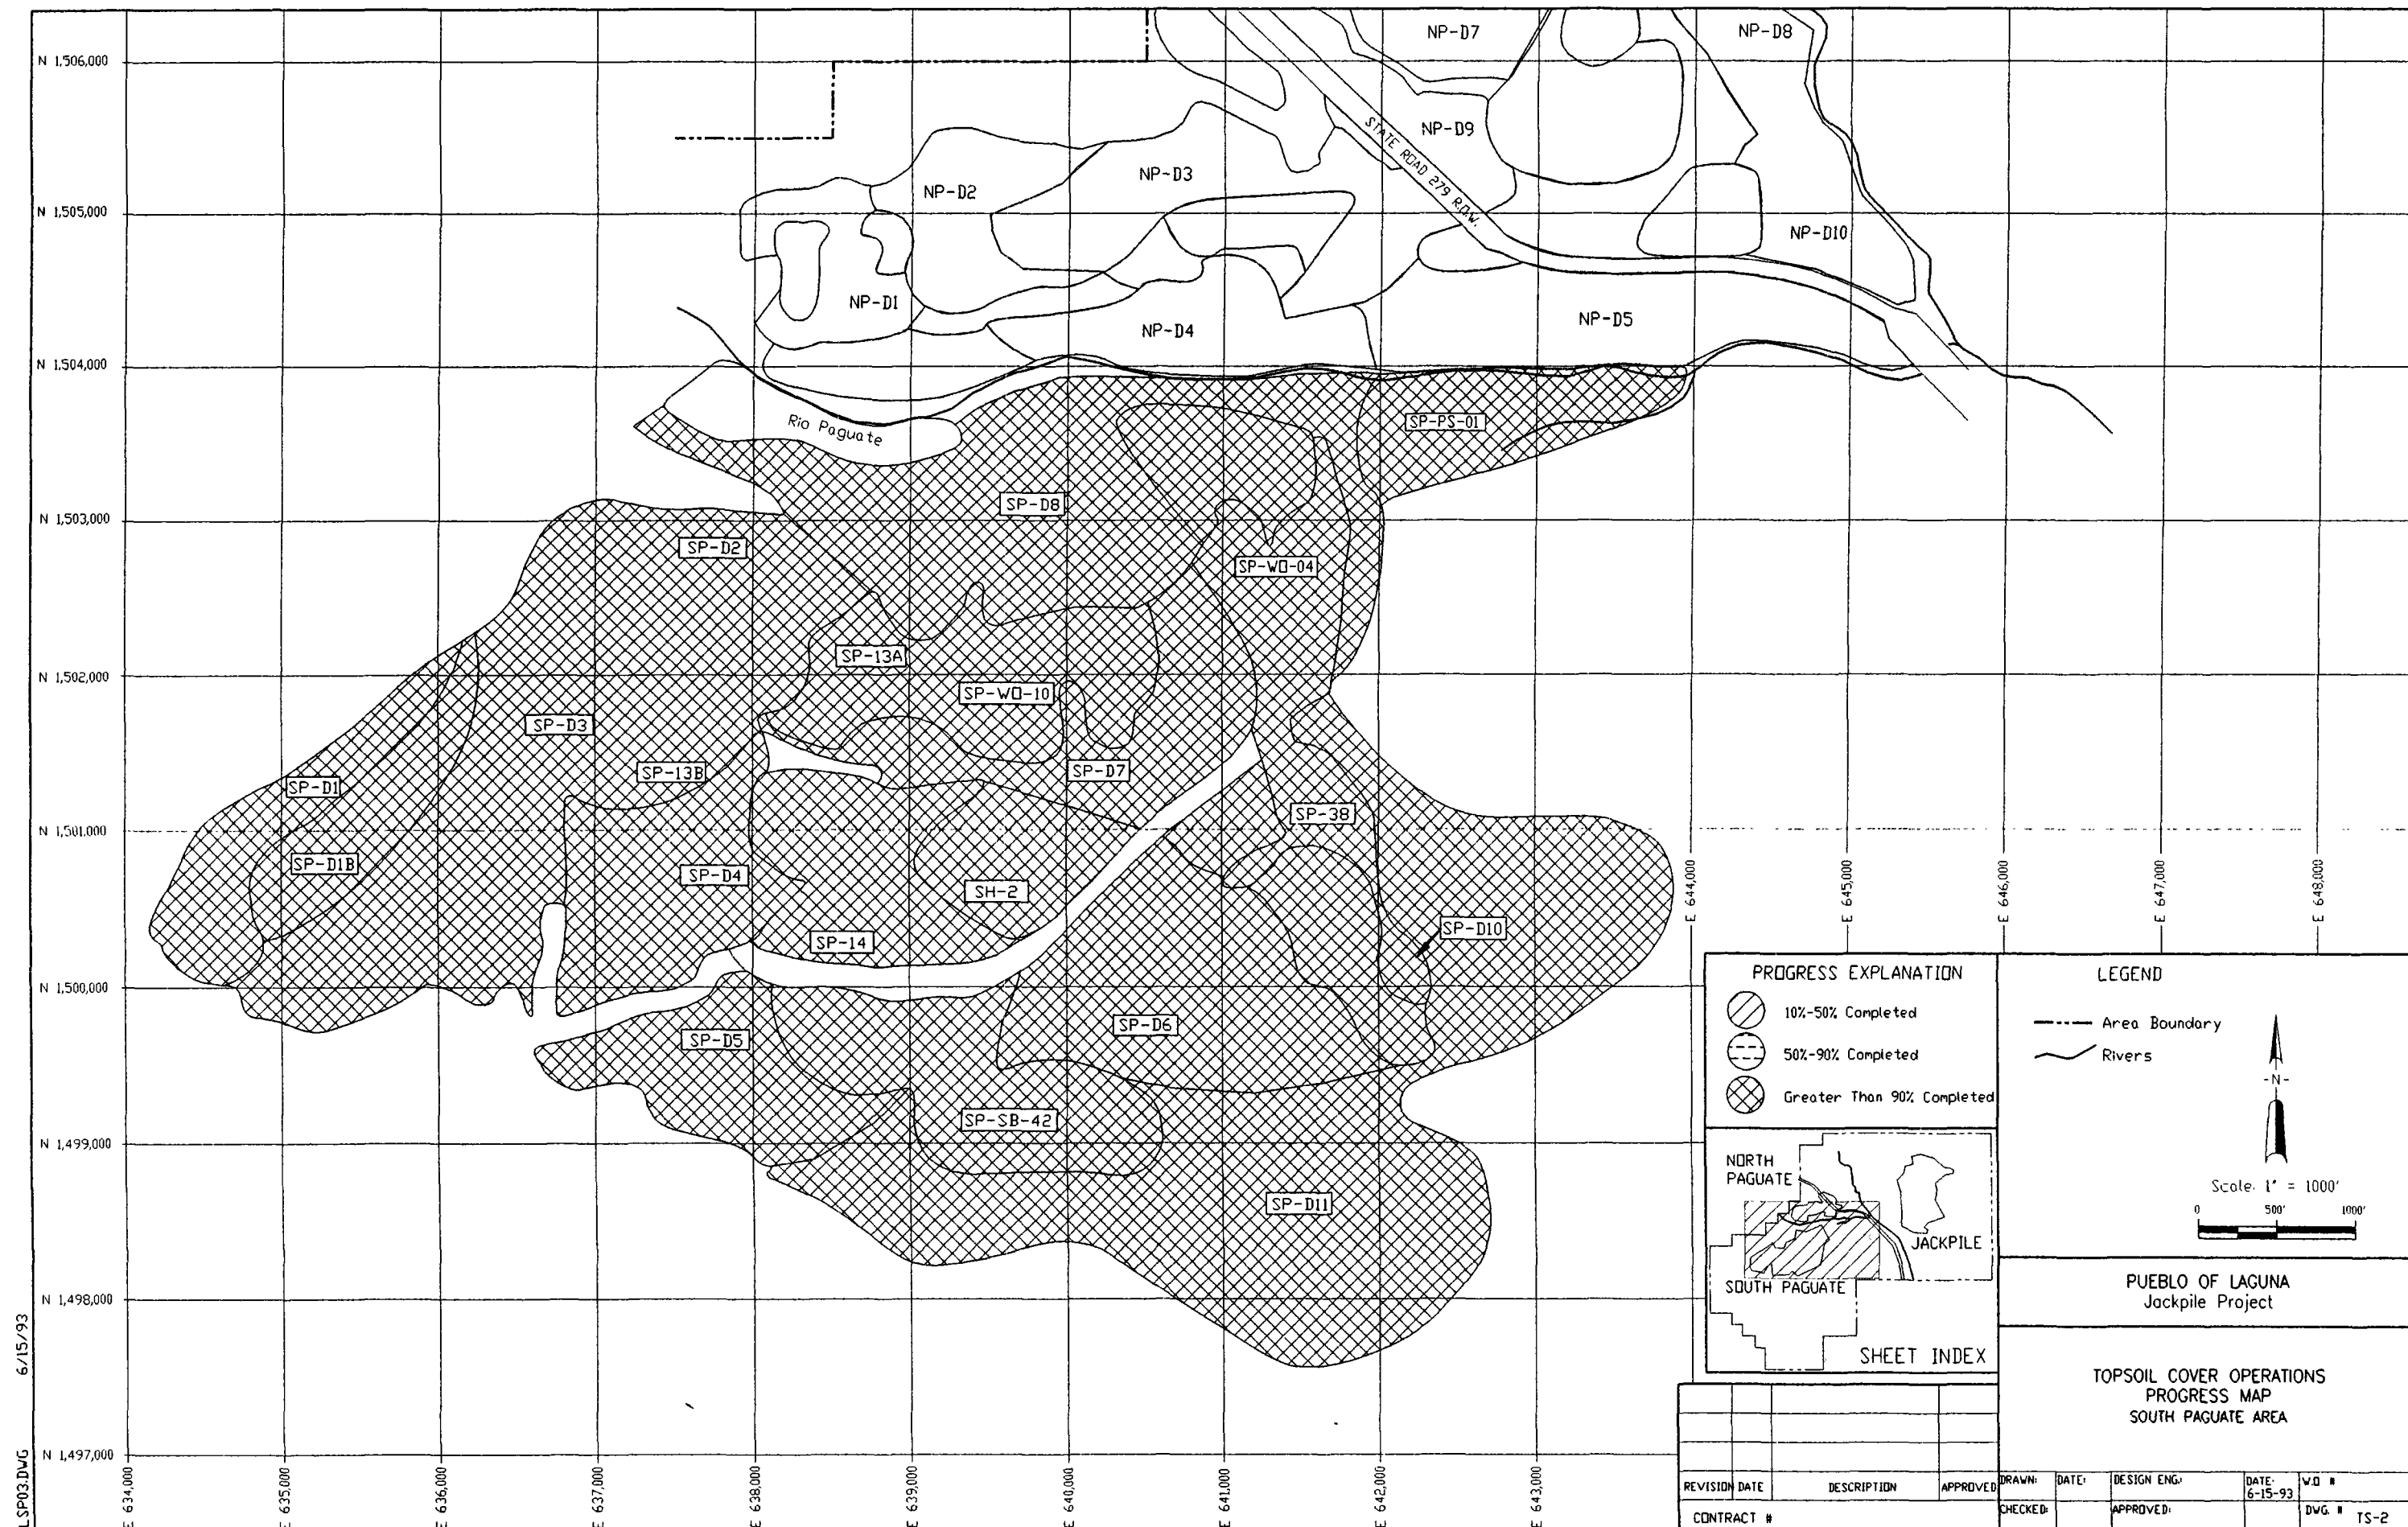 N 1,506,000
N 1,505,000
N 1,504,000
N 1,503,000
N 1,502,000
N 1,501,000
N 1,500,000
N 1,499,000
N 1,498,000
N 1,497,000
NP-D7
NP-D8
NP-D9
STATE ROAD 279 R.O.W.
NP-D2
NP-D3
NP-D10
NP-D1
NP-D4
NP-D5
Rio Paguate
SP-PS-01
SP-D8
SP-D2
SP-WO-04
SP-13A
SP-WO-10
SP-D3
SP-13B
SP-D7
SP-D1
SP-38
SP-D1B
SP-D4
SH-2
SP-D10
SP-14
SP-D6
SP-D5
SP-SB-42
SP-D11
E 634,000
E 635,000
E 636,000
E 637,000
E 638,000
E 639,000
E 640,000
E 641,000
E 642,000
E 643,000
E 644,000
E 645,000
E 646,000
E 647,000
E 648,000
PROGRESS EXPLANATION
10%-50% Completed
50%-90% Completed
Greater Than 90% Completed
LEGEND
Area Boundary
Rivers
-N-
Scale: 1" = 1000'
0 500' 1000'
NORTH
PAGUATE
JACKPILE
SOUTH PAGUATE
SHEET INDEX
PUEBLO OF LAGUNA
Jackpile Project
TOPSOIL COVER OPERATIONS
PROGRESS MAP
SOUTH PAGUATE AREA
REVISION DATE DESCRIPTION APPROVED
CONTRACT #
DRAWN: DATE: DESIGN ENG.: DATE: 6-15-93 W.O #
CHECKED: APPROVED: DWG. # TS-2
LSP03.DWG 6/15/93